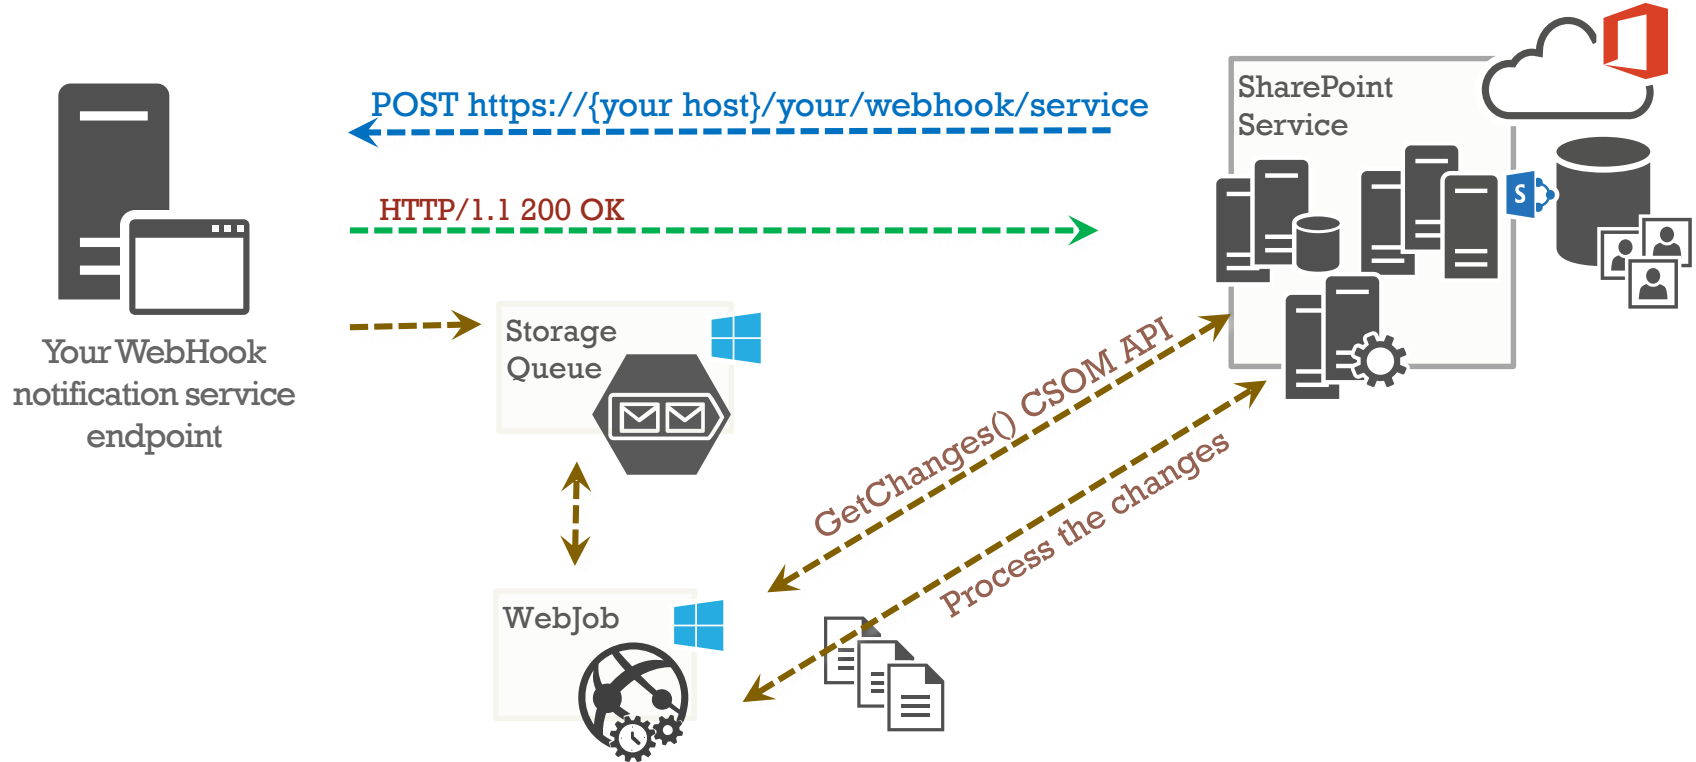 POST https://{your host}/your/webhook/service
SharePoint
Service
HTTP/1.1 200 OK
S
Your WebHook
notification service
endpoint
Storage
Queue
GetChanges() CSOM API
Process the changes
WebJob